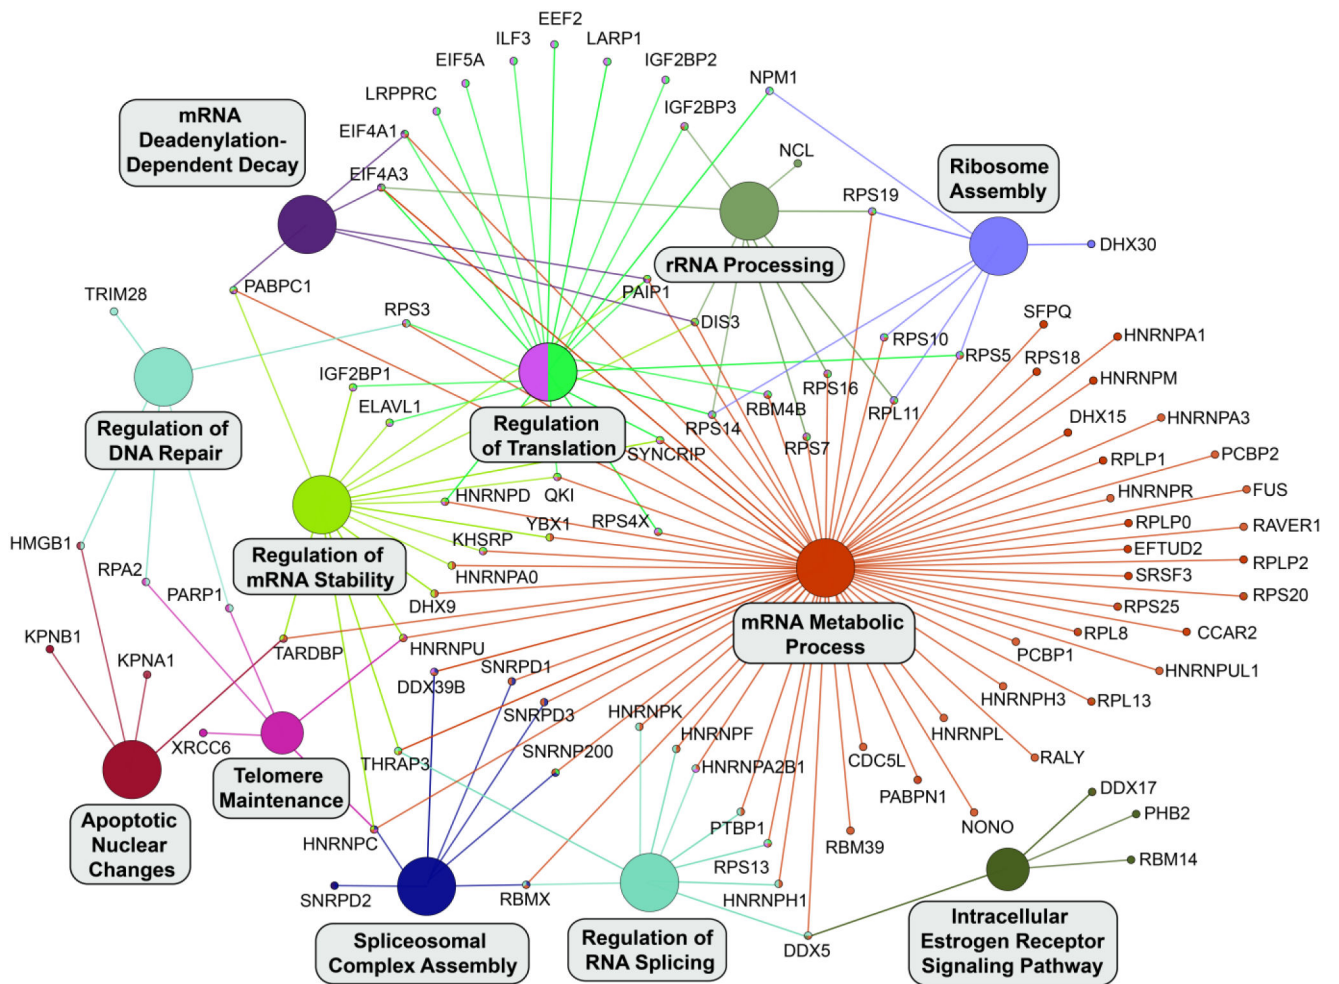 EEF2
ILF3
LARP1
EIF5A
IGF2BP2
NPM1
LRPPRC
IGF2BP3
mRNA
Deadenylation-
Dependent Decay
EIF4A1
NCL
Ribosome
Assembly
EIF4A3
RPS19
DHX30
rRNA Processing
PABPC1
PAIP1
TRIM28
RPS3
DIS3
SFPQ
RPS10
HNRNPA1
RPS5
RPS18
IGF2BP1
RPS16
HNRNPM
ELAVL1
RBM4B
RPL11
Regulation of
DNA Repair
Regulation
of Translation
RPS14
DHX15
HNRNPA3
RPS7
SYNCRIP
RPLP1
PCBP2
HNRNPD
QKI
HNRNPR
FUS
YBX1
RPS4X
RPLP0
RAVER1
HMGB1
KHSRP
EFTUD2
Regulation of
mRNA Stability
RPLP2
RPA2
HNRNPA0
SRSF3
PARP1
DHX9
RPS25
RPS20
mRNA Metabolic
Process
KPNB1
TARDBP
HNRNPU
RPL8
CCAR2
KPNA1
SNRPD1
PCBP1
DDX39B
HNRNPUL1
SNRPD3
HNRNPH3
RPL13
HNRNPK
HNRNPF
HNRNPL
XRCC6
THRAP3
SNRNP200
CDC5L
RALY
Telomere
Maintenance
HNRNPA2B1
PABPN1
DDX17
Apoptotic
Nuclear
Changes
PTBP1
NONO
PHB2
HNRNPC
RBM39
RBM14
RPS13
SNRPD2
RBMX
HNRNPH1
Spliceosomal
Complex Assembly
Regulation of
RNA Splicing
DDX5
Intracellular
Estrogen Receptor
Signaling Pathway